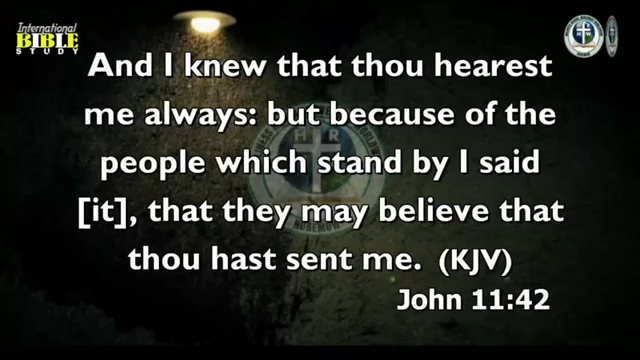 International
BIBLE
STUDY
And I knew that thou hearest
me always: but because of the
people which stand by I said
[it], that they may believe that
thou hast sent me. (KJV)
John 11:42